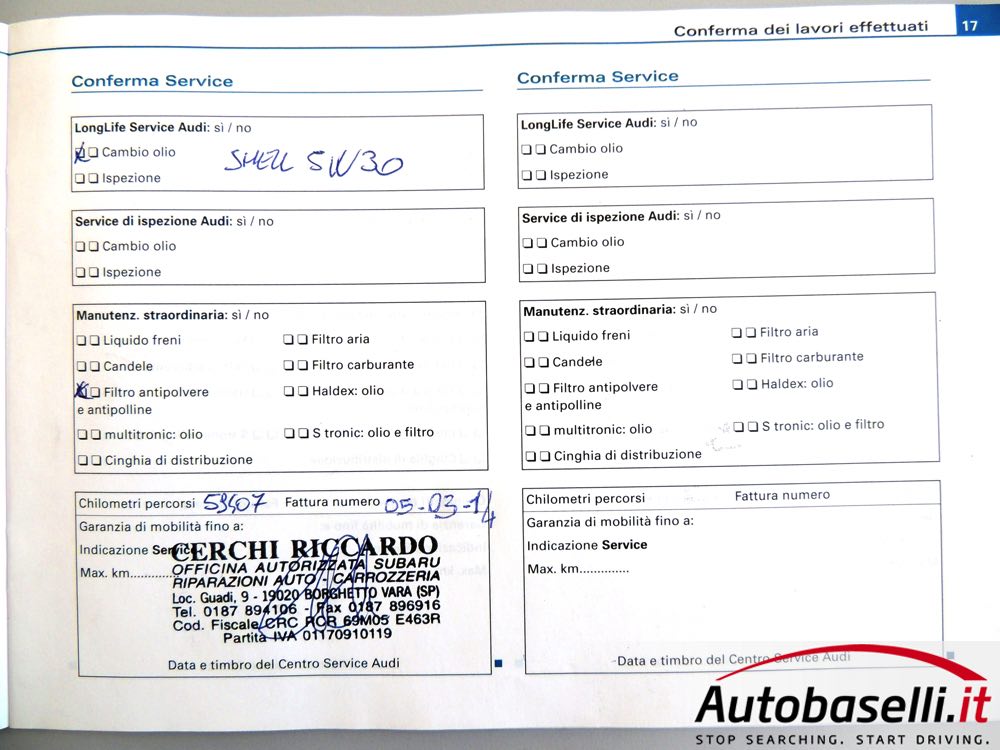 Conferma dei lavori effettuati 17
Conferma Service
LongLife Service Audi: sì / no
Cambio olio SHELL 5W30
Ispezione
Service di ispezione Audi: sì / no
Cambio olio
Ispezione
Manutenz. straordinaria: sì / no
Liquido freni Filtro aria
Candele Filtro carburante
Filtro antipolvere Haldex: olio
e antipolline
multitronic: olio S tronic: olio e filtro
Cinghia di distribuzione
Chilometri percorsi 59407 Fattura numero 05-03-14
Garanzia di mobilità fino a:
Indicazione Service
Max. km............
CERCHI RICCARDO
OFFICINA AUTORIZZATA SUBARU
RIPARAZIONI AUTO - CARROZZERIA
Loc. Guadi, 9 - 19020 BORGHETTO VARA (SP)
Tel. 0187 894106 - Fax 0187 896916
Cod. Fiscale CRC RCR 69M05 E463R
Partita IVA 01170910119
Data e timbro del Centro Service Audi
Conferma Service
LongLife Service Audi: sì / no
Cambio olio
Ispezione
Service di ispezione Audi: sì / no
Cambio olio
Ispezione
Manutenz. straordinaria: sì / no
Liquido freni Filtro aria
Candele Filtro carburante
Filtro antipolvere Haldex: olio
e antipolline
multitronic: olio S tronic: olio e filtro
Cinghia di distribuzione
Chilometri percorsi Fattura numero
Garanzia di mobilità fino a:
Indicazione Service
Max. km.............
Data e timbro del Centro Service Audi
Autobaselli.it
STOP SEARCHING. START DRIVING.